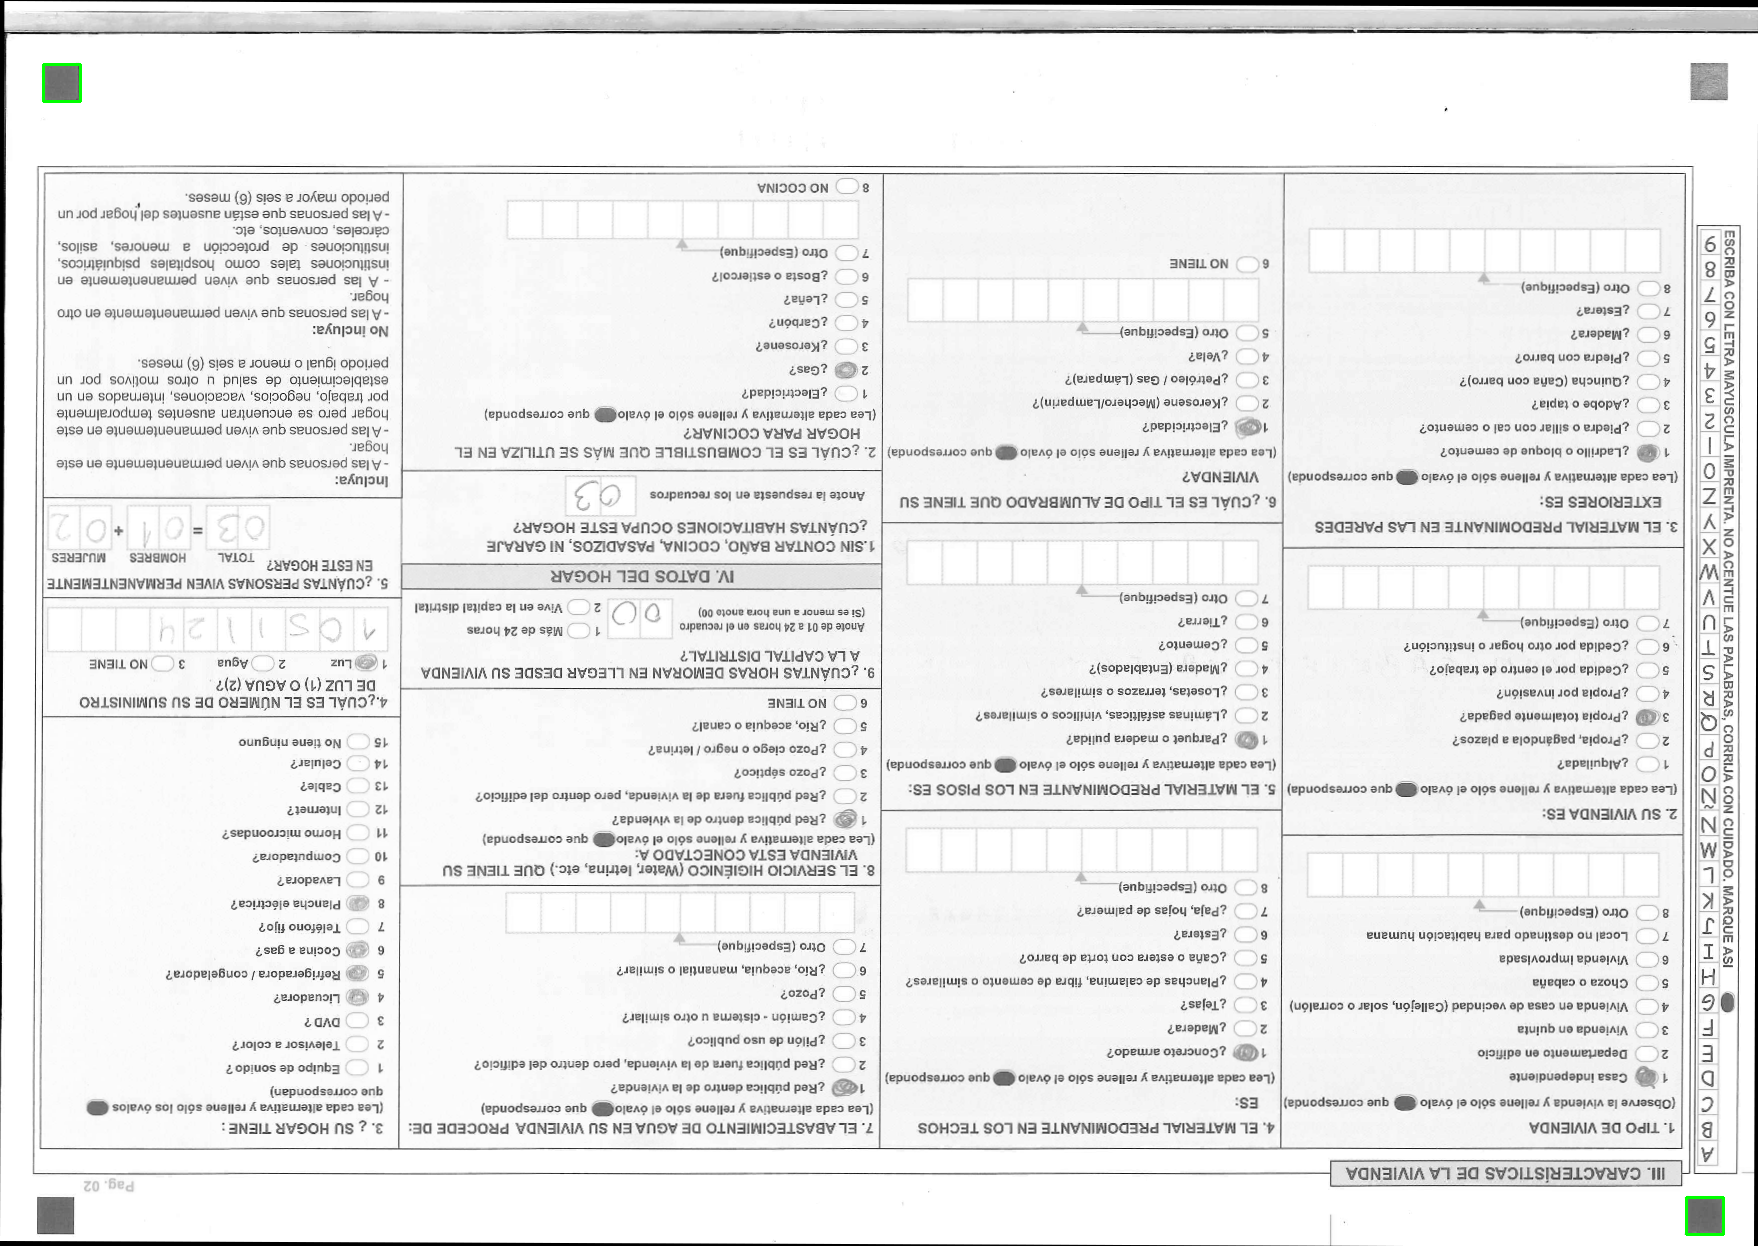 Pag. 02
III. CARACTERÍSTICAS DE LA VIVIENDA
ESCRIBA CON LETRA MAYUSCULA IMPRENTA. NO ACENTUE LAS PALABRAS, CORRIJA CON CUIDADO. MARQUE ASI
A B C D E F G H I J K L M N Ñ O P Q R S T U V W X Y Z 0 1 2 3 4 5 6 7 8 9
1. TIPO DE VIVIENDA
(Observe la vivienda y rellene sólo el óvalo que corresponda)
1 Casa independiente
2 Departamento en edificio
3 Vivienda en quinta
4 Vivienda en casa de vecindad (Callejón, solar o corralón)
5 Choza o cabaña
6 Vivienda improvisada
7 Local no destinado para habitación humana
8 Otro (Especifique)
2. SU VIVIENDA ES:
(Lea cada alternativa y rellene sólo el óvalo que corresponda)
1 ¿Alquilada?
2 ¿Propia, pagándola a plazos?
3 ¿Propia totalmente pagada?
4 ¿Propia por invasión?
5 ¿Cedida por el centro de trabajo?
6 ¿Cedida por otro hogar o institución?
7 Otro (Especifique)
3. EL MATERIAL PREDOMINANTE EN LAS PAREDES
EXTERIORES ES:
(Lea cada alternativa y rellene sólo el óvalo que corresponda)
1 ¿Ladrillo o bloque de cemento?
2 ¿Piedra o sillar con cal o cemento?
3 ¿Adobe o tapia?
4 ¿Quincha (Caña con barro)?
5 ¿Piedra con barro?
6 ¿Madera?
7 ¿Estera?
8 Otro (Especifique)
4. EL MATERIAL PREDOMINANTE EN LOS TECHOS
ES:
(Lea cada alternativa y rellene sólo el óvalo que corresponda)
1 ¿Concreto armado?
2 ¿Madera?
3 ¿Tejas?
4 ¿Planchas de calamina, fibra de cemento o similares?
5 ¿Caña o estera con torta de barro?
6 ¿Estera?
7 ¿Paja, hojas de palmera?
8 Otro (Especifique)
5. EL MATERIAL PREDOMINANTE EN LOS PISOS ES:
(Lea cada alternativa y rellene sólo el óvalo que corresponda)
1 ¿Parquet o madera pulida?
2 ¿Láminas asfálticas, vinílicos o similares?
3 ¿Losetas, terrazos o similares?
4 ¿Madera (Entablados)?
5 ¿Cemento?
6 ¿Tierra?
7 Otro (Especifique)
6. ¿CUÁL ES EL TIPO DE ALUMBRADO QUE TIENE SU
VIVIENDA?
(Lea cada alternativa y rellene sólo el óvalo que corresponda)
1 ¿Electricidad?
2 ¿Kerosene (Mechero/Lamparín)?
3 ¿Petróleo / Gas (Lámpara)?
4 ¿Vela?
5 Otro (Especifique)
6 NO TIENE
7. EL ABASTECIMIENTO DE AGUA EN SU VIVIENDA PROCEDE DE:
(Lea cada alternativa y rellene sólo el óvalo que corresponda)
1 ¿Red pública dentro de la vivienda?
2 ¿Red pública fuera de la vivienda, pero dentro del edificio?
3 ¿Pilón de uso publico?
4 ¿Camión - cisterna u otro similar?
5 ¿Pozo?
6 ¿Río, acequia, manantial o similar?
7 Otro (Especifique)
8. EL SERVICIO HIGIÉNICO (Water, letrina, etc.) QUE TIENE SU
VIVIENDA ESTA CONECTADO A:
(Lea cada alternativa y rellene sólo el óvalo que corresponda)
1 ¿Red pública dentro de la vivienda?
2 ¿Red pública fuera de la vivienda, pero dentro del edificio?
3 ¿Pozo séptico?
4 ¿Pozo ciego o negro / letrina?
5 ¿Río, acequia o canal?
6 NO TIENE
9. ¿CUÁNTAS HORAS DEMORAN EN LLEGAR DESDE SU VIVIENDA
A LA CAPITAL DISTRITAL?
Anote de 01 a 24 horas en el recuadro
(Si es menor a una hora anote 00)
00
1 Más de 24 horas
2 Vive en la capital distrital
IV. DATOS DEL HOGAR
1.SIN CONTAR BAÑO, COCINA, PASADIZOS, NI GARAJE
¿CUÁNTAS HABITACIONES OCUPA ESTE HOGAR?
Anote la respuesta en los recuadros 03
2. ¿CUÁL ES EL COMBUSTIBLE QUE MÁS SE UTILIZA EN EL
HOGAR PARA COCINAR?
(Lea cada alternativa y rellene sólo el óvalo que corresponda)
1 ¿Electricidad?
2 ¿Gas?
3 ¿Kerosene?
4 ¿Carbón?
5 ¿Leña?
6 ¿Bosta o estiercol?
7 Otro (Especifique)
8 NO COCINA
3. ¿ SU HOGAR TIENE :
(Lea cada alternativa y rellene sólo los óvalos
que correspondan)
1 Equipo de sonido ?
2 Televisor a color?
3 DVD ?
4 Licuadora?
5 Refrigeradora / congeladora?
6 Cocina a gas?
7 Teléfono fijo?
8 Plancha eléctrica?
9 Lavadora?
10 Computadora?
11 Horno microondas?
12 Internet?
13 Cable?
14 Celular?
15 No tiene ninguno
4.¿CUÁL ES EL NÚMERO DE SU SUMINISTRO
DE LUZ (1) O AGUA (2)?
1 Luz 2 Agua 3 NO TIENE
1051124
5. ¿CUÁNTAS PERSONAS VIVEN PERMANENTEMENTE
EN ESTE HOGAR?
TOTAL HOMBRES MUJERES
03 = 01 + 02
Incluya:
- A las personas que viven permanentemente en este
hogar.
- A las personas que viven permanentemente en este
hogar pero se encuentran ausentes temporalmente
por trabajo, negocios, vacaciones, internados en un
establecimiento de salud u otros motivos por un
periodo igual o menor a seis (6) meses.
No incluya:
- A las personas que viven permanentemente en otro
hogar.
- A las personas que viven permanentemente en
instituciones tales como hospitales psiquiátricos,
instituciones de protección a menores, asilos,
cárceles, conventos, etc.
- A las personas que están ausentes del hogar por un
periodo mayor a seis (6) meses.